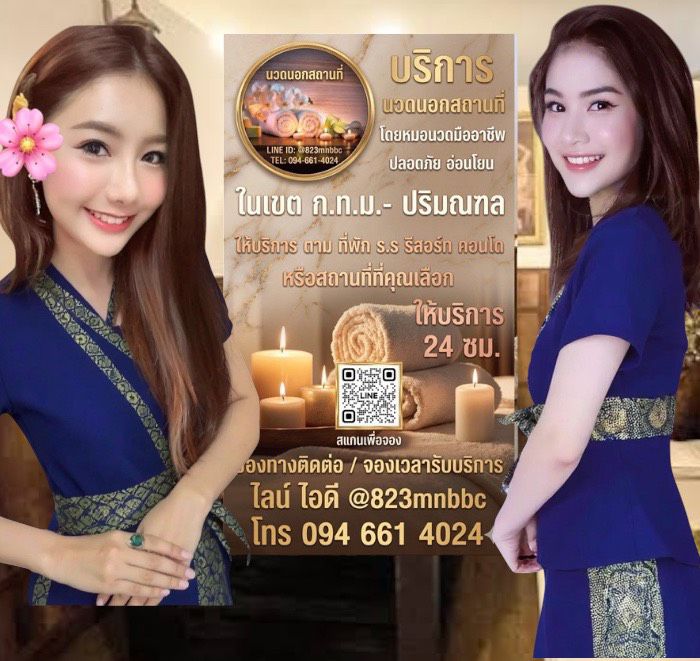 นวดนอกสถานที่
LINE ID: @823mnbbc
TEL: 094-661-4024
บริการ
นวดนอกสถานที่
โดยหมอนวดมืออาชีพ
ปลอดภัย อ่อนโยน
ในเขต ก.ท.ม.- ปริมณฑล
ให้บริการ ตาม ที่พัก ร.ร รีสอร์ท คอนโด
หรือสถานที่ที่คุณเลือก
ให้บริการ
24 ซม.
LINE
สแกนเพื่อจอง
ช่องทางติดต่อ / จองเวลารับบริการ
ไลน์ ไอดี @823mnbbc
โทร 094 661 4024